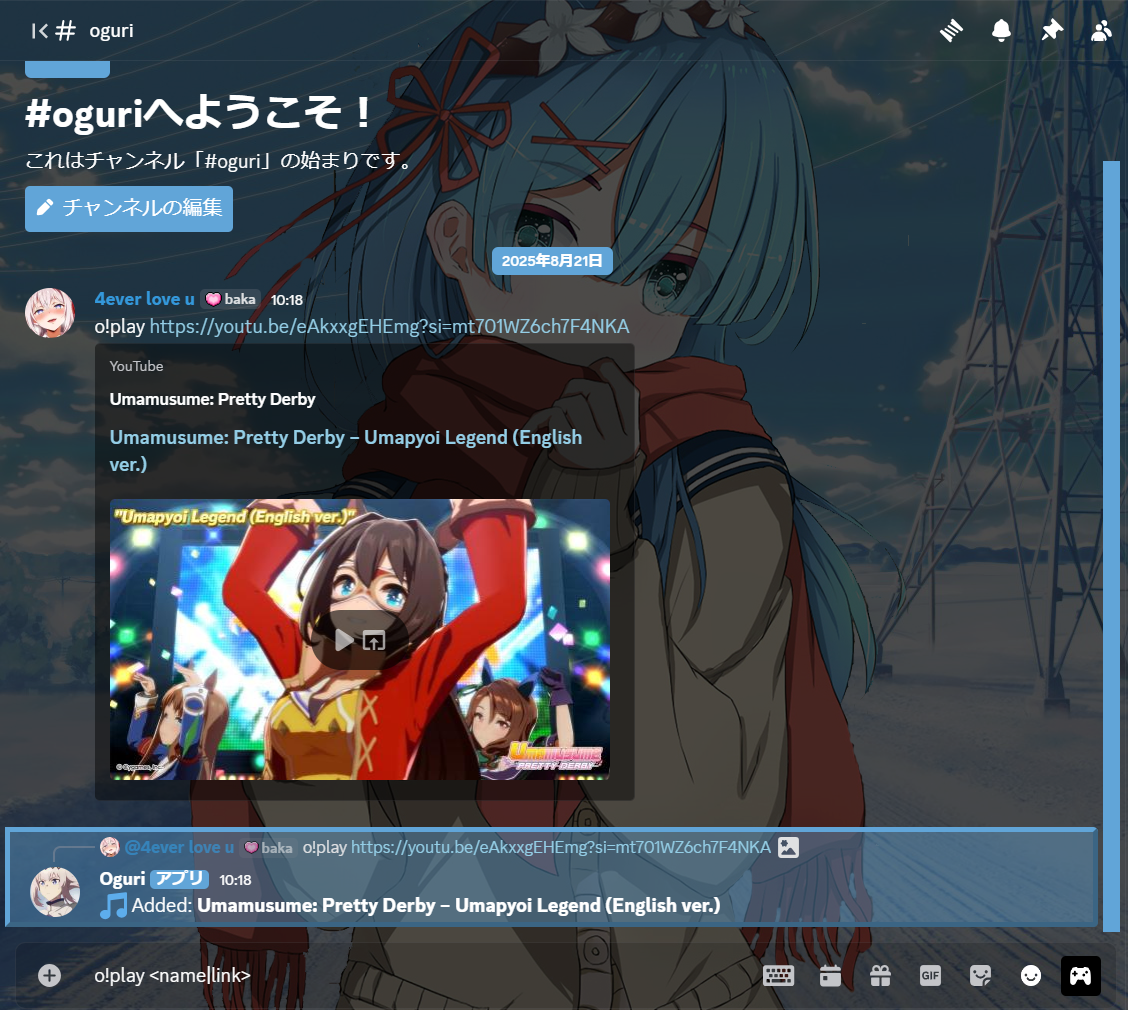 oguri
#oguriへようこそ！
これはチャンネル「#oguri」の始まりです。
チャンネルの編集
2025年8月21日
4ever love u baka 10:18
o!play https://youtu.be/eAkxxgEHEmg?si=mt701WZ6ch7F4NKA
YouTube
Umamusume: Pretty Derby
Umamusume: Pretty Derby – Umapyoi Legend (English
ver.)
"Umapyoi Legend (English ver.)"
Umamusume
PRETTY DERBY
© Cygames, Inc.
@4ever love u baka o!play https://youtu.be/eAkxxgEHEmg?si=mt701WZ6ch7F4NKA
Oguri アプリ 10:18
Added: Umamusume: Pretty Derby – Umapyoi Legend (English ver.)
o!play <name|link>
GIF